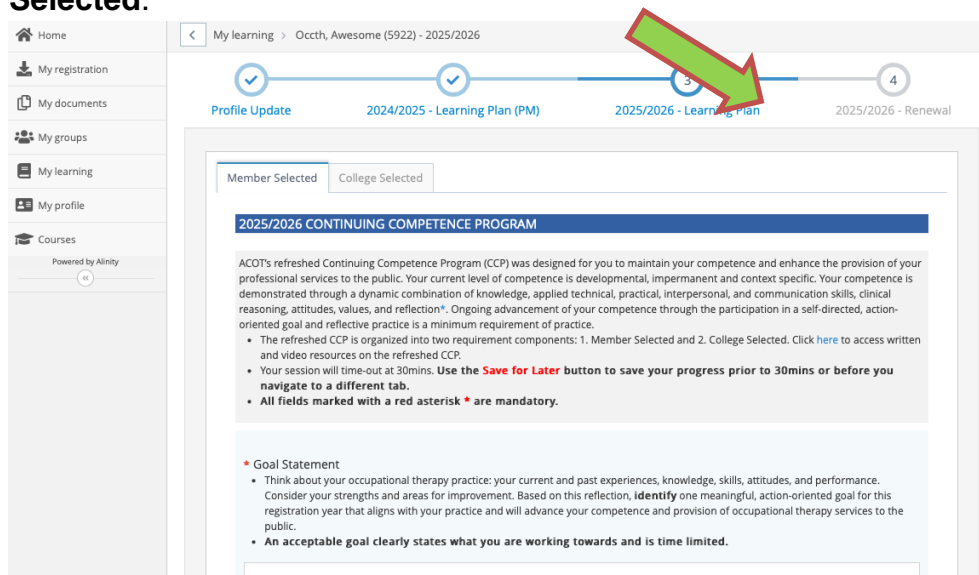 Selected.
Home
My registration
My documents
My groups
My learning
My profile
Courses
Powered by Alinity
My learning > Occth, Awesome (5922) - 2025/2026
3
4
Profile Update
2024/2025 - Learning Plan (PM)
2025/2026 - Learning Plan
2025/2026 - Renewal
Member Selected
College Selected
2025/2026 CONTINUING COMPETENCE PROGRAM
ACOT's refreshed Continuing Competence Program (CCP) was designed for you to maintain your competence and enhance the provision of your
professional services to the public. Your current level of competence is developmental, impermanent and context specific. Your competence is
demonstrated through a dynamic combination of knowledge, applied technical, practical, interpersonal, and communication skills, clinical
reasoning, attitudes, values, and reflection*. Ongoing advancement of your competence through the participation in a self-directed, action-
oriented goal and reflective practice is a minimum requirement of practice.
• The refreshed CCP is organized into two requirement components: 1. Member Selected and 2. College Selected. Click here to access written
and video resources on the refreshed CCP.
• Your session will time-out at 30mins. Use the Save for Later button to save your progress prior to 30mins or before you
navigate to a different tab.
• All fields marked with a red asterisk * are mandatory.
* Goal Statement
• Think about your occupational therapy practice: your current and past experiences, knowledge, skills, attitudes, and performance.
Consider your strengths and areas for improvement. Based on this reflection, identify one meaningful, action-oriented goal for this
registration year that aligns with your practice and will advance your competence and provision of occupational therapy services to the
public.
• An acceptable goal clearly states what you are working towards and is time limited.